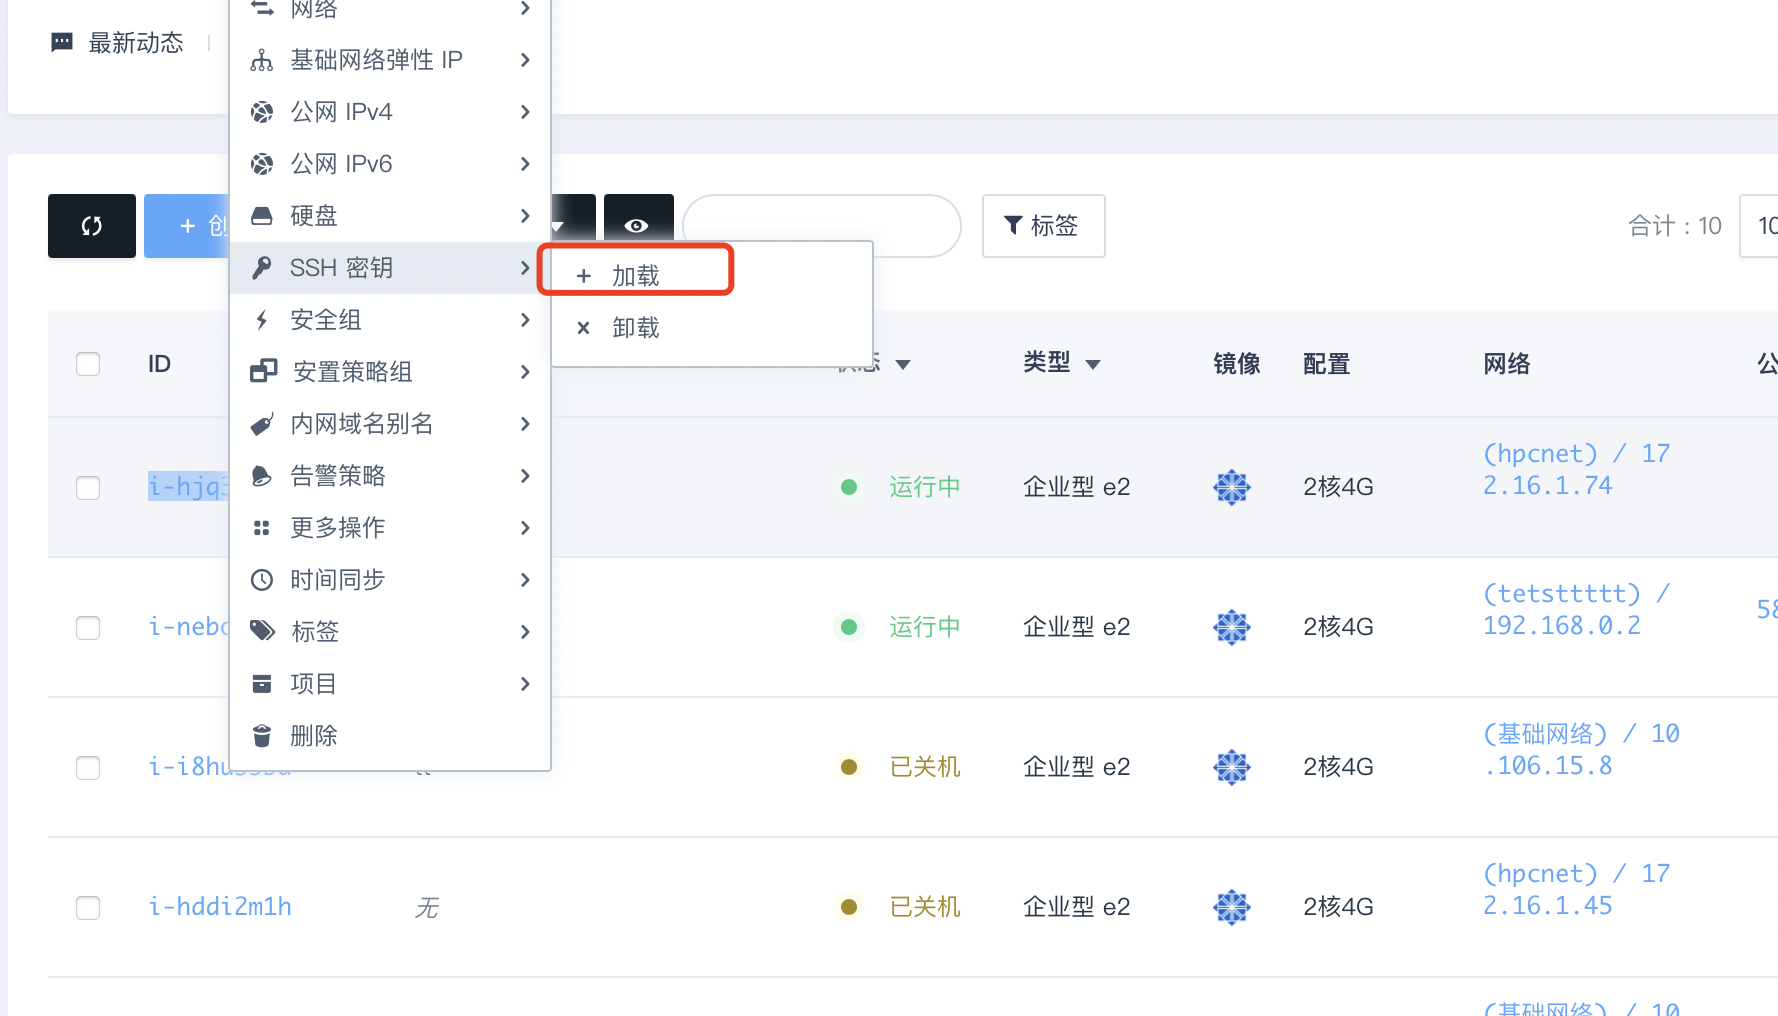 网络
最新动态
基础网络弹性 IP
公网 IPv4
公网 IPv6
硬盘
SSH 密钥
安全组
安置策略组
内网域名别名
告警策略
更多操作
时间同步
标签
项目
删除
+ 创
标签
合计：10
10
+ 加载
× 卸载
ID
态
类型
镜像
配置
网络
公
i-hjq
运行中
企业型 e2
2核4G
(hpcnet) / 17
2.16.1.74
i-neb
运行中
企业型 e2
2核4G
(tetsttttt) /
192.168.0.2
58
i-i8hu
已关机
企业型 e2
2核4G
(基础网络) / 10
.106.15.8
i-hddi2m1h
无
已关机
企业型 e2
2核4G
(hpcnet) / 17
2.16.1.45
(基础网络) / 10